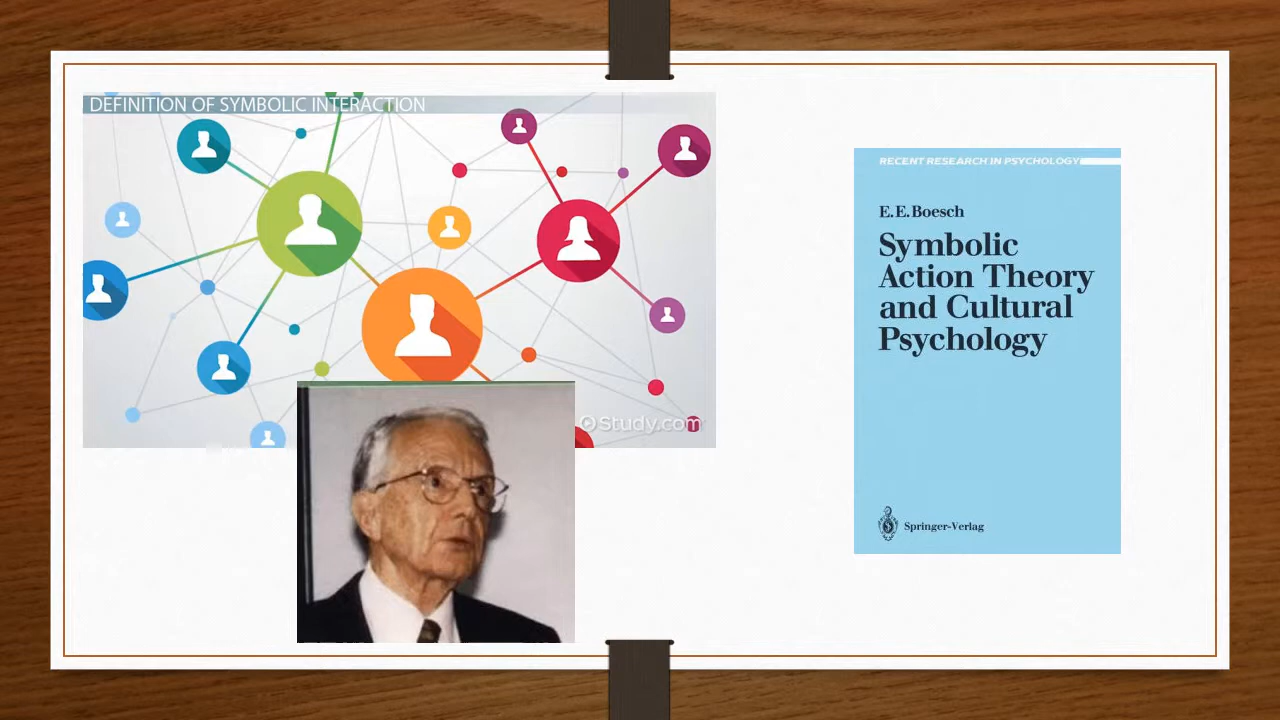 DEFINITION OF SYMBOLIC INTERACTION
Study.com
RECENT RESEARCH IN PSYCHOLOGY
E.E.Boesch
Symbolic
Action Theory
and Cultural
Psychology
Springer-Verlag